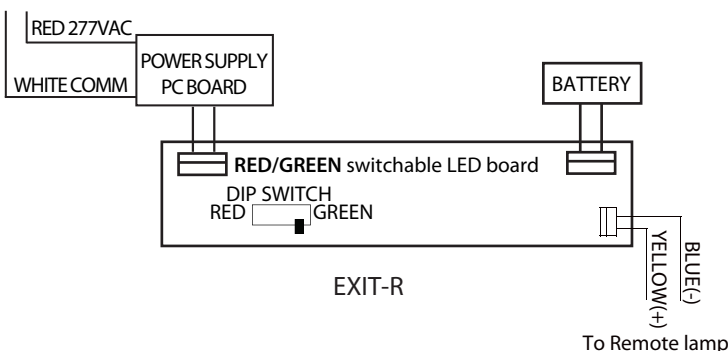 RED 277VAC
WHITE COMM
POWER SUPPLY
PC BOARD
BATTERY
RED/GREEN switchable LED board
DIP SWITCH
RED
GREEN
YELLOW(+)
BLUE(-)
EXIT-R
To Remote lamp